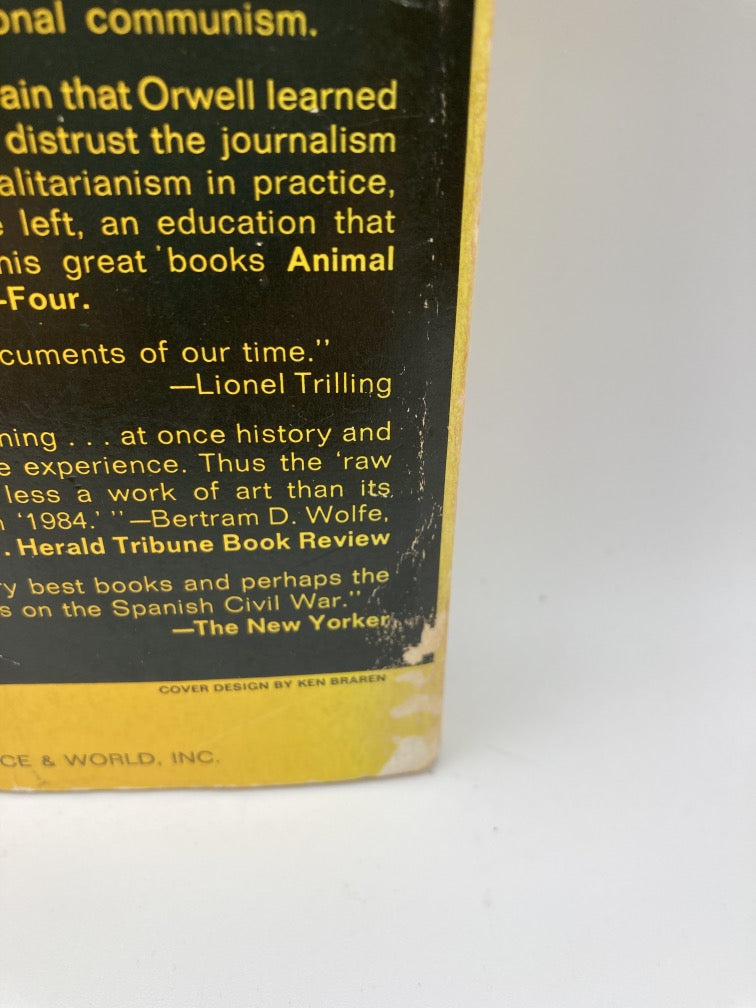 onal communism.
ain that Orwell learned
distrust the journalism
alitarianism in practice,
e left, an education that
his great books Animal
-Four.
cuments of our time."
—Lionel Trilling
ning . . . at once history and
e experience. Thus the 'raw
less a work of art than its
n '1984.' "—Bertram D. Wolfe,
. Herald Tribune Book Review
ry best books and perhaps the
s on the Spanish Civil War."
—The New Yorker
COVER DESIGN BY KEN BRAREN
CE & WORLD, INC.